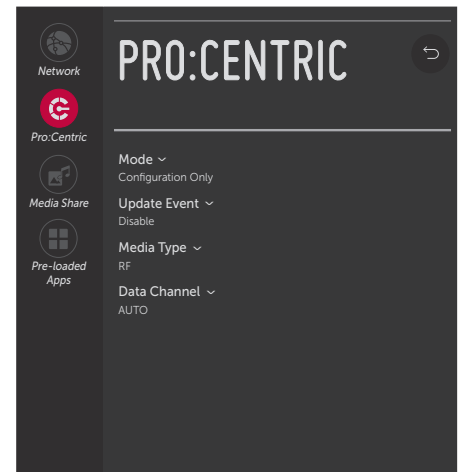 Network
Pro:Centric
Media Share
Pre-loaded
Apps
PRO:CENTRIC
Mode
Configuration Only
Update Event
Disable
Media Type
RF
Data Channel
AUTO